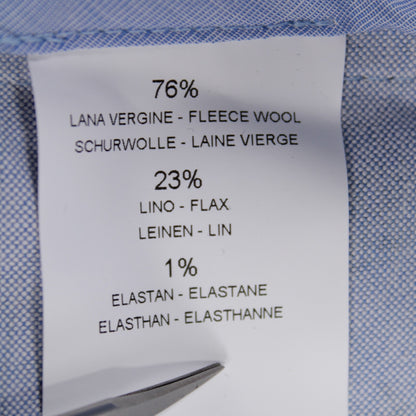 76%
LANA VERGINE - FLEECE WOOL
SCHURWOLLE - LAINE VIERGE
23%
LINO - FLAX
LEINEN - LIN
1%
ELASTAN - ELASTANE
ELASTHAN - ELASTHANNE